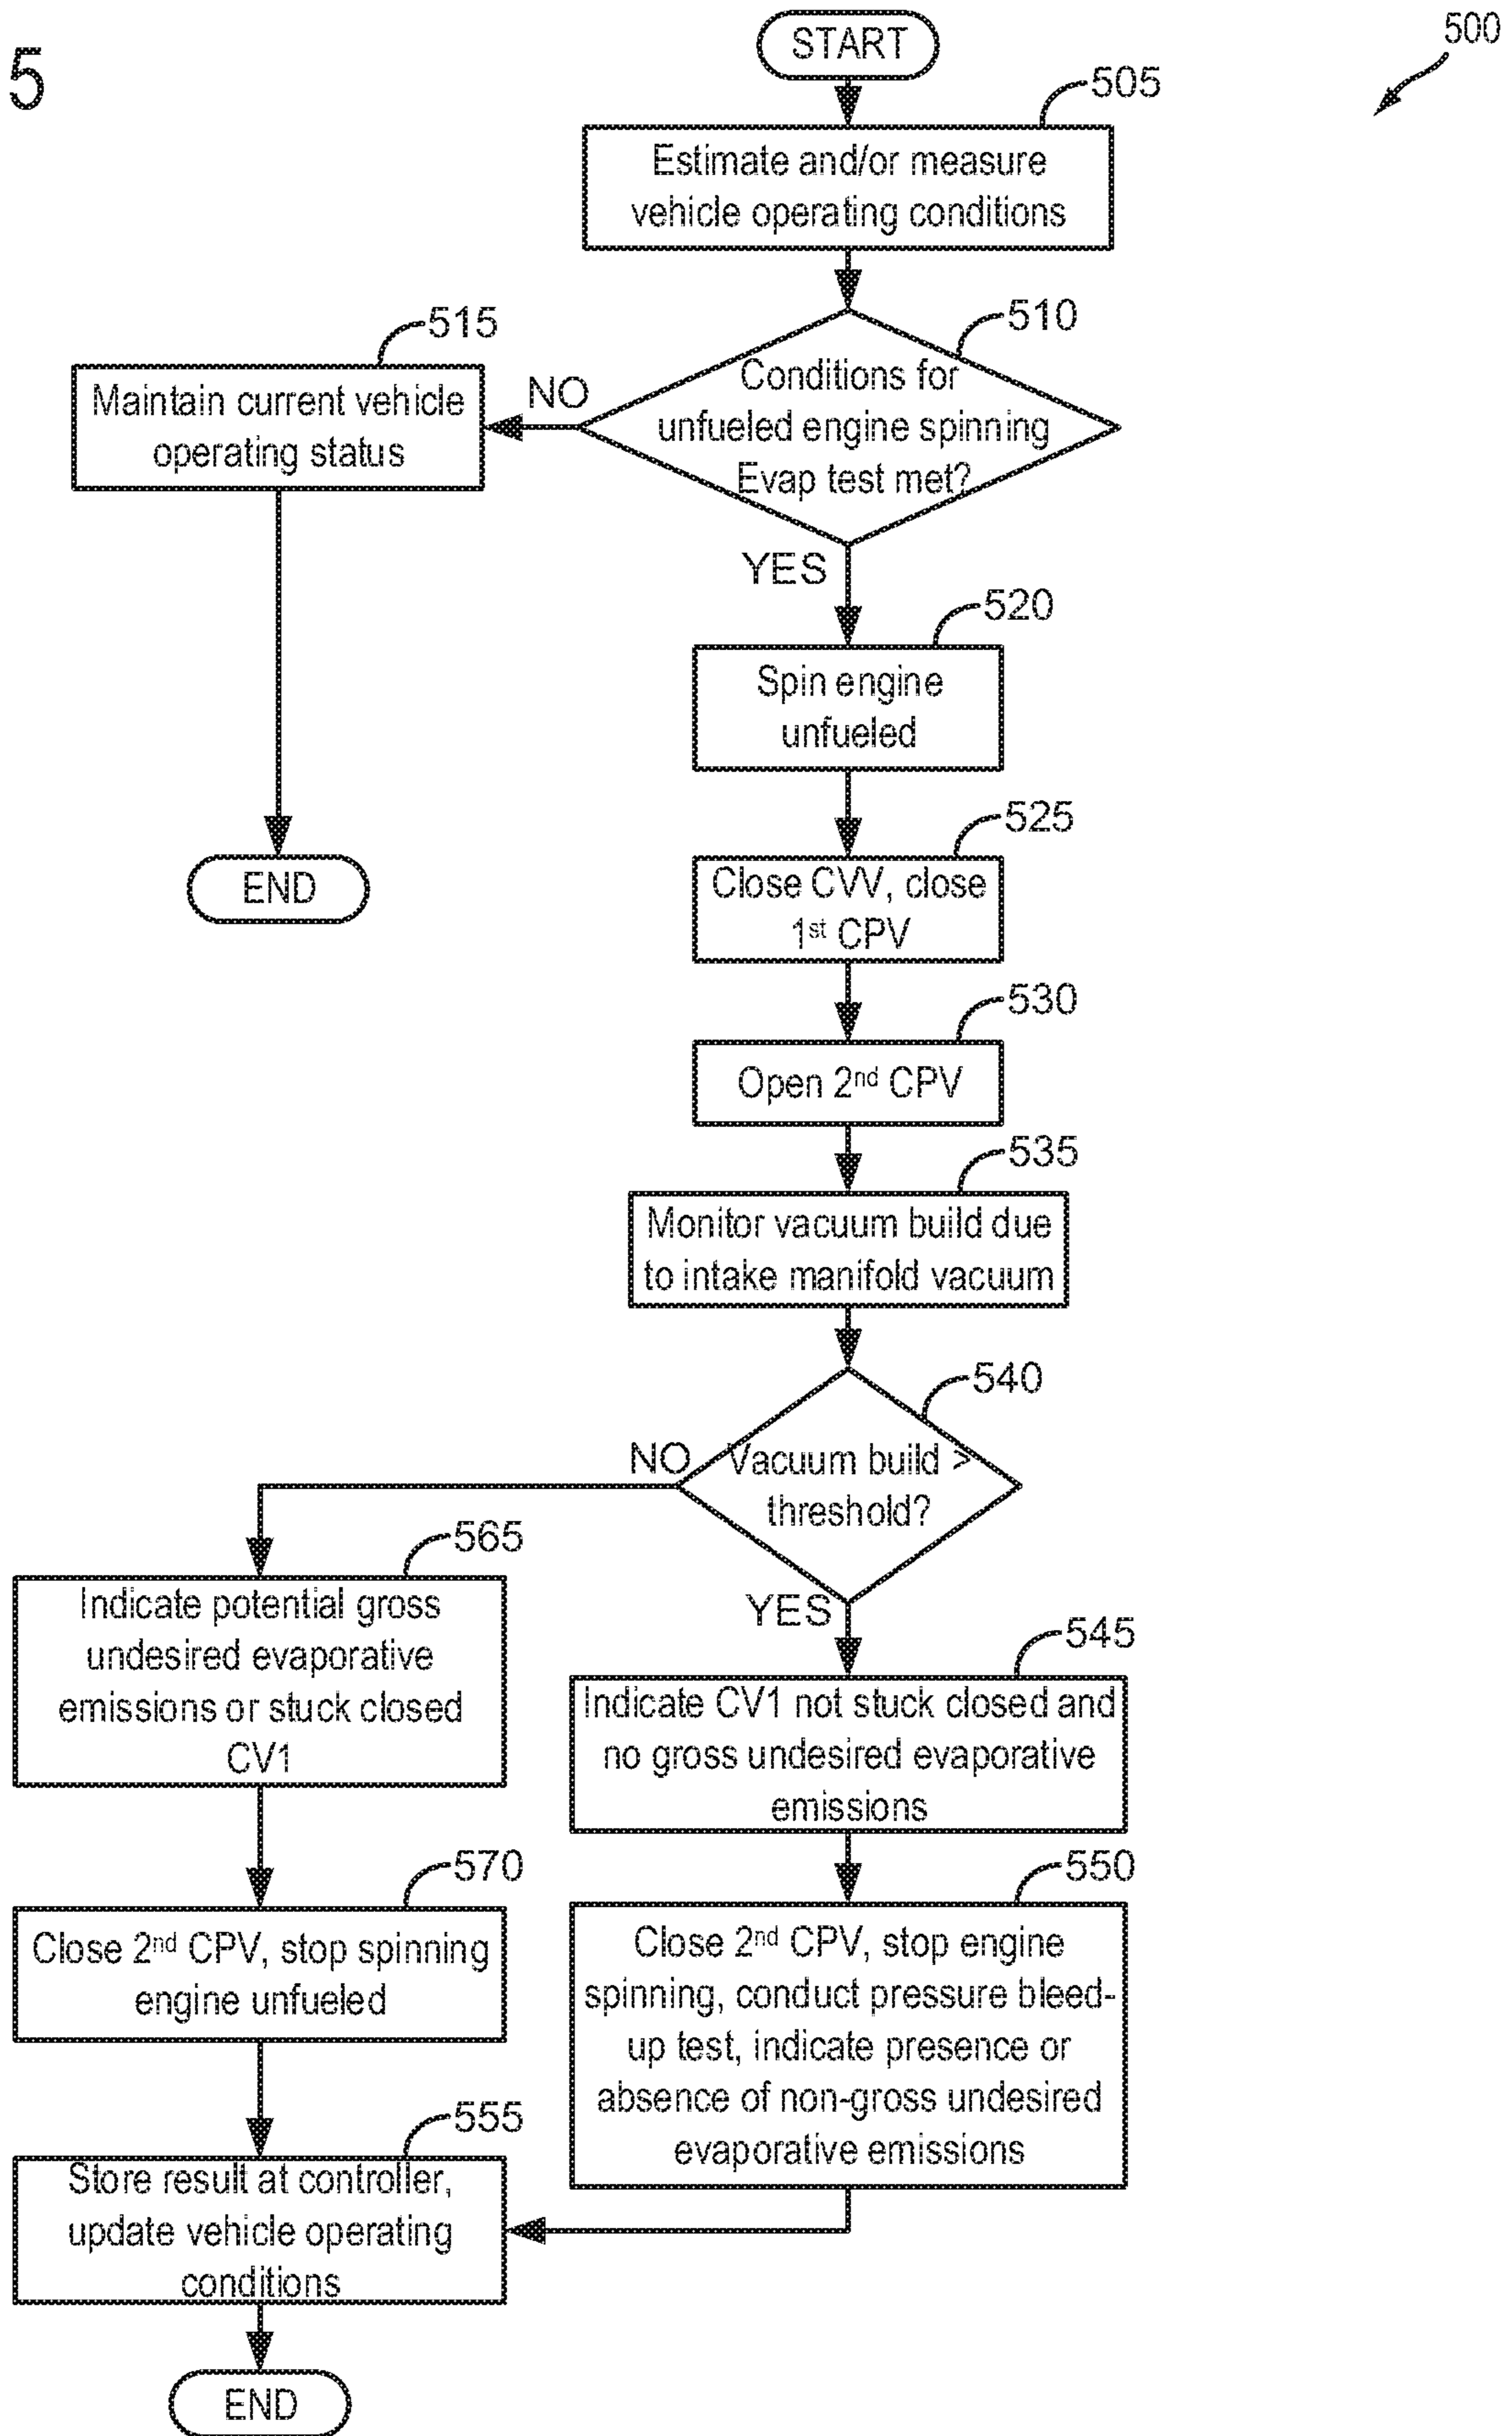 5
500
START
505
Estimate and/or measure
vehicle operating conditions
510
515
Conditions for
unfueled engine spinning
Evap test met?
NO
Maintain current vehicle
operating status
YES
END
520
Spin engine
unfueled
525
Close CVV, close
1st CPV
530
Open 2nd CPV
535
Monitor vacuum build due
to intake manifold vacuum
540
Vacuum build >
threshold?
NO
YES
565
Indicate potential gross
undesired evaporative
emissions or stuck closed
CV1
545
Indicate CV1 not stuck closed and
no gross undesired evaporative
emissions
570
Close 2nd CPV, stop spinning
engine unfueled
550
Close 2nd CPV, stop engine
spinning, conduct pressure bleed-
up test, indicate presence or
absence of non-gross undesired
evaporative emissions
555
Store result at controller,
update vehicle operating
conditions
END